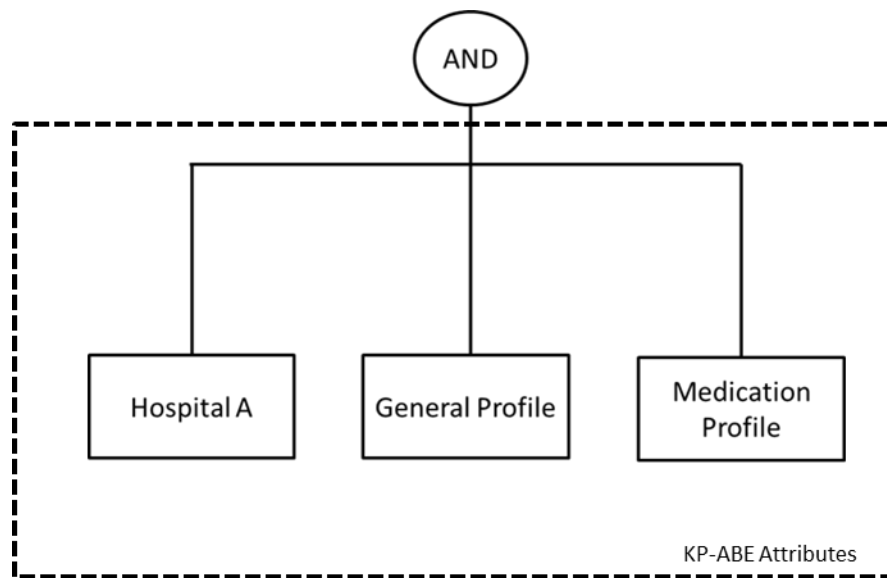 AND
Hospital A
General Profile
Medication
Profile
KP-ABE Attributes